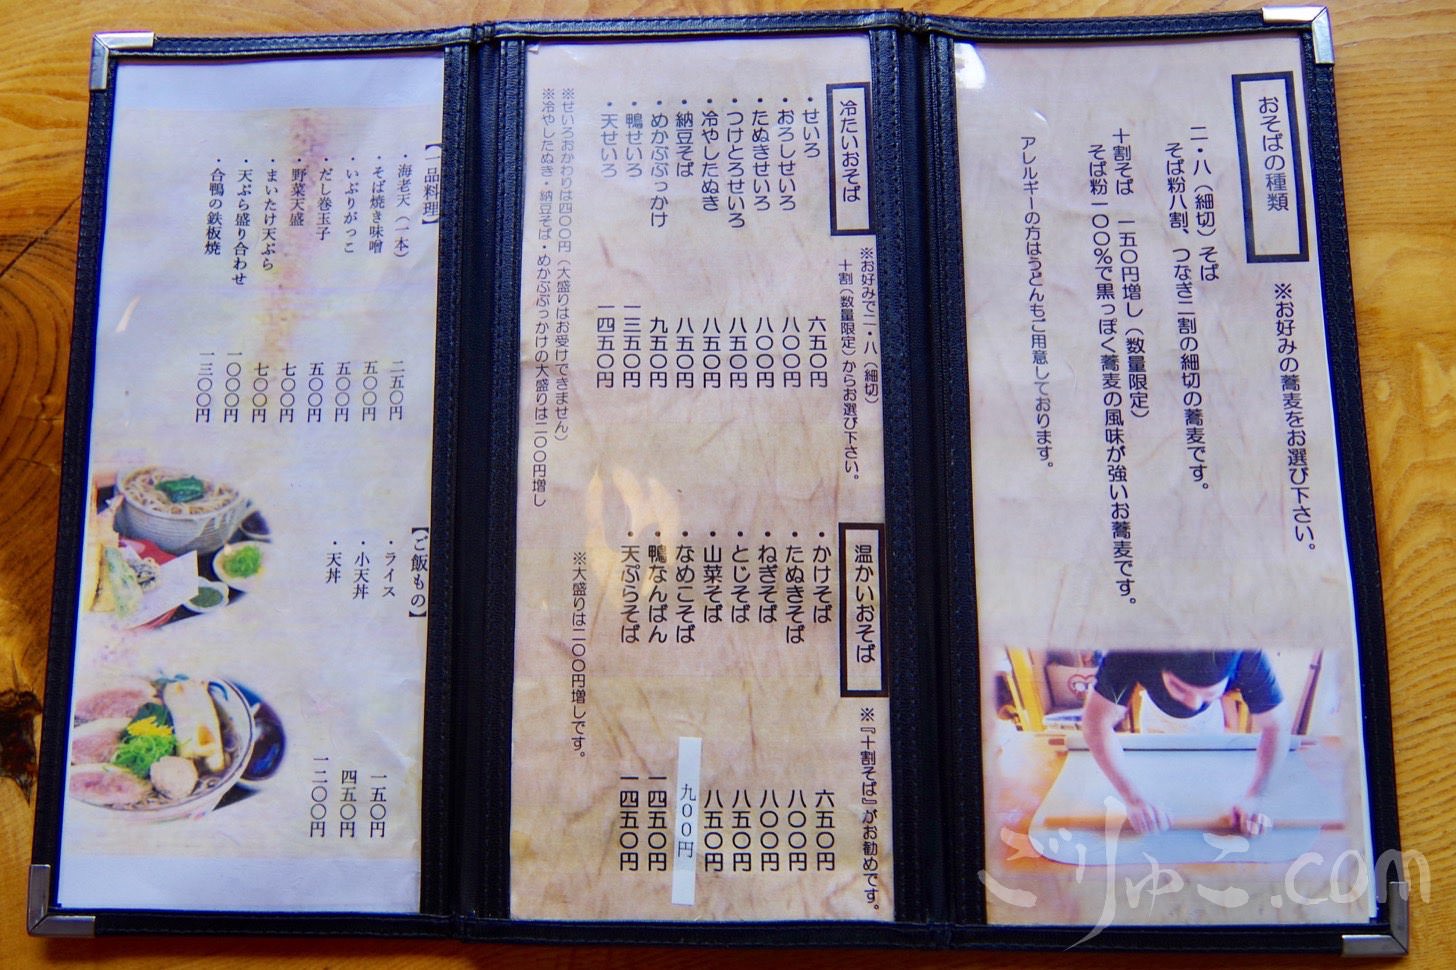 おそばの種類
※お好みの蕎麦をお選び下さい。
二・八（細切）そば
そば粉八割、つなぎ二割の細切の蕎麦です。
十割そば　一五〇円増し（数量限定）
そば粉一〇〇％で黒っぽく蕎麦の風味が強いお蕎麦です。
アレルギーの方はうどんもご用意しております。
冷たいおそば
※お好みで二・八（細切）
十割（数量限定）からお選び下さい。
・せいろ　六五〇円
・おろしせいろ　八〇〇円
・たぬきせいろ　八〇〇円
・つけとろせいろ　八五〇円
・冷やしたぬき　八五〇円
・納豆そば　八五〇円
・めかぶぶっかけ　九五〇円
・鴨せいろ　一三五〇円
・天せいろ　一四五〇円
※せいろおかわりは四〇〇円（大盛りはお受けできません）
※冷やしたぬき・納豆そば・めかぶぶっかけの大盛りは二〇〇円増し
温かいおそば
※『十割そば』がお勧めです。
・かけそば　六五〇円
・たぬきそば　八〇〇円
・ねぎそば　八〇〇円
・とじそば　八五〇円
・山菜そば　八五〇円
・なめこそば　九〇〇円
・鴨なんばん　一四五〇円
・天ぷらそば　一四五〇円
※大盛りは二〇〇円増しです。
【一品料理】
・海老天（一本）　二五〇円
・そば焼き味噌　五〇〇円
・いぶりがっこ　五〇〇円
・だし巻玉子　五〇〇円
・野菜天盛　七〇〇円
・まいたけ天ぷら　七〇〇円
・天ぷら盛り合わせ　一〇〇〇円
・合鴨の鉄板焼　一三〇〇円
【ご飯もの】
・ライス　一五〇円
・小天丼　四五〇円
・天丼　一二〇〇円
ごりゅご.com